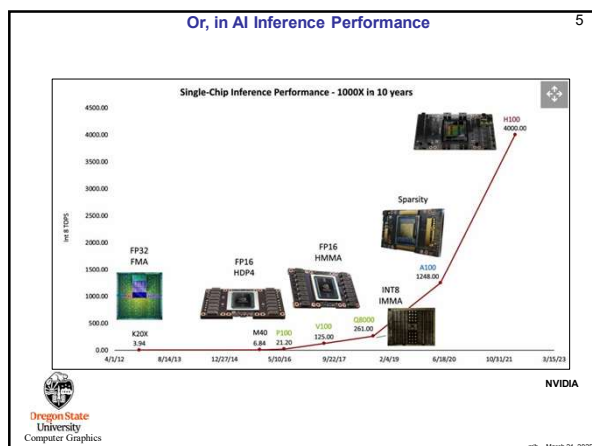 Or, in AI Inference Performance
5
Single-Chip Inference Performance - 1000X in 10 years
4500.00
4000.00
3500.00
3000.00
2500.00
2000.00
1500.00
1000.00
500.00
0.00
Int 8 TOPS
FP32
FMA
K20X
3.94
FP16
HDP4
M40
6.84
P100
21.20
FP16
HMMA
V100
125.00
Q8000
261.00
INT8
IMMA
Sparsity
A100
1248.00
H100
4000.00
4/1/12
8/14/13
12/27/14
5/10/16
9/22/17
2/4/19
6/18/20
10/31/21
3/15/23
NVIDIA
Oregon State
University
Computer Graphics